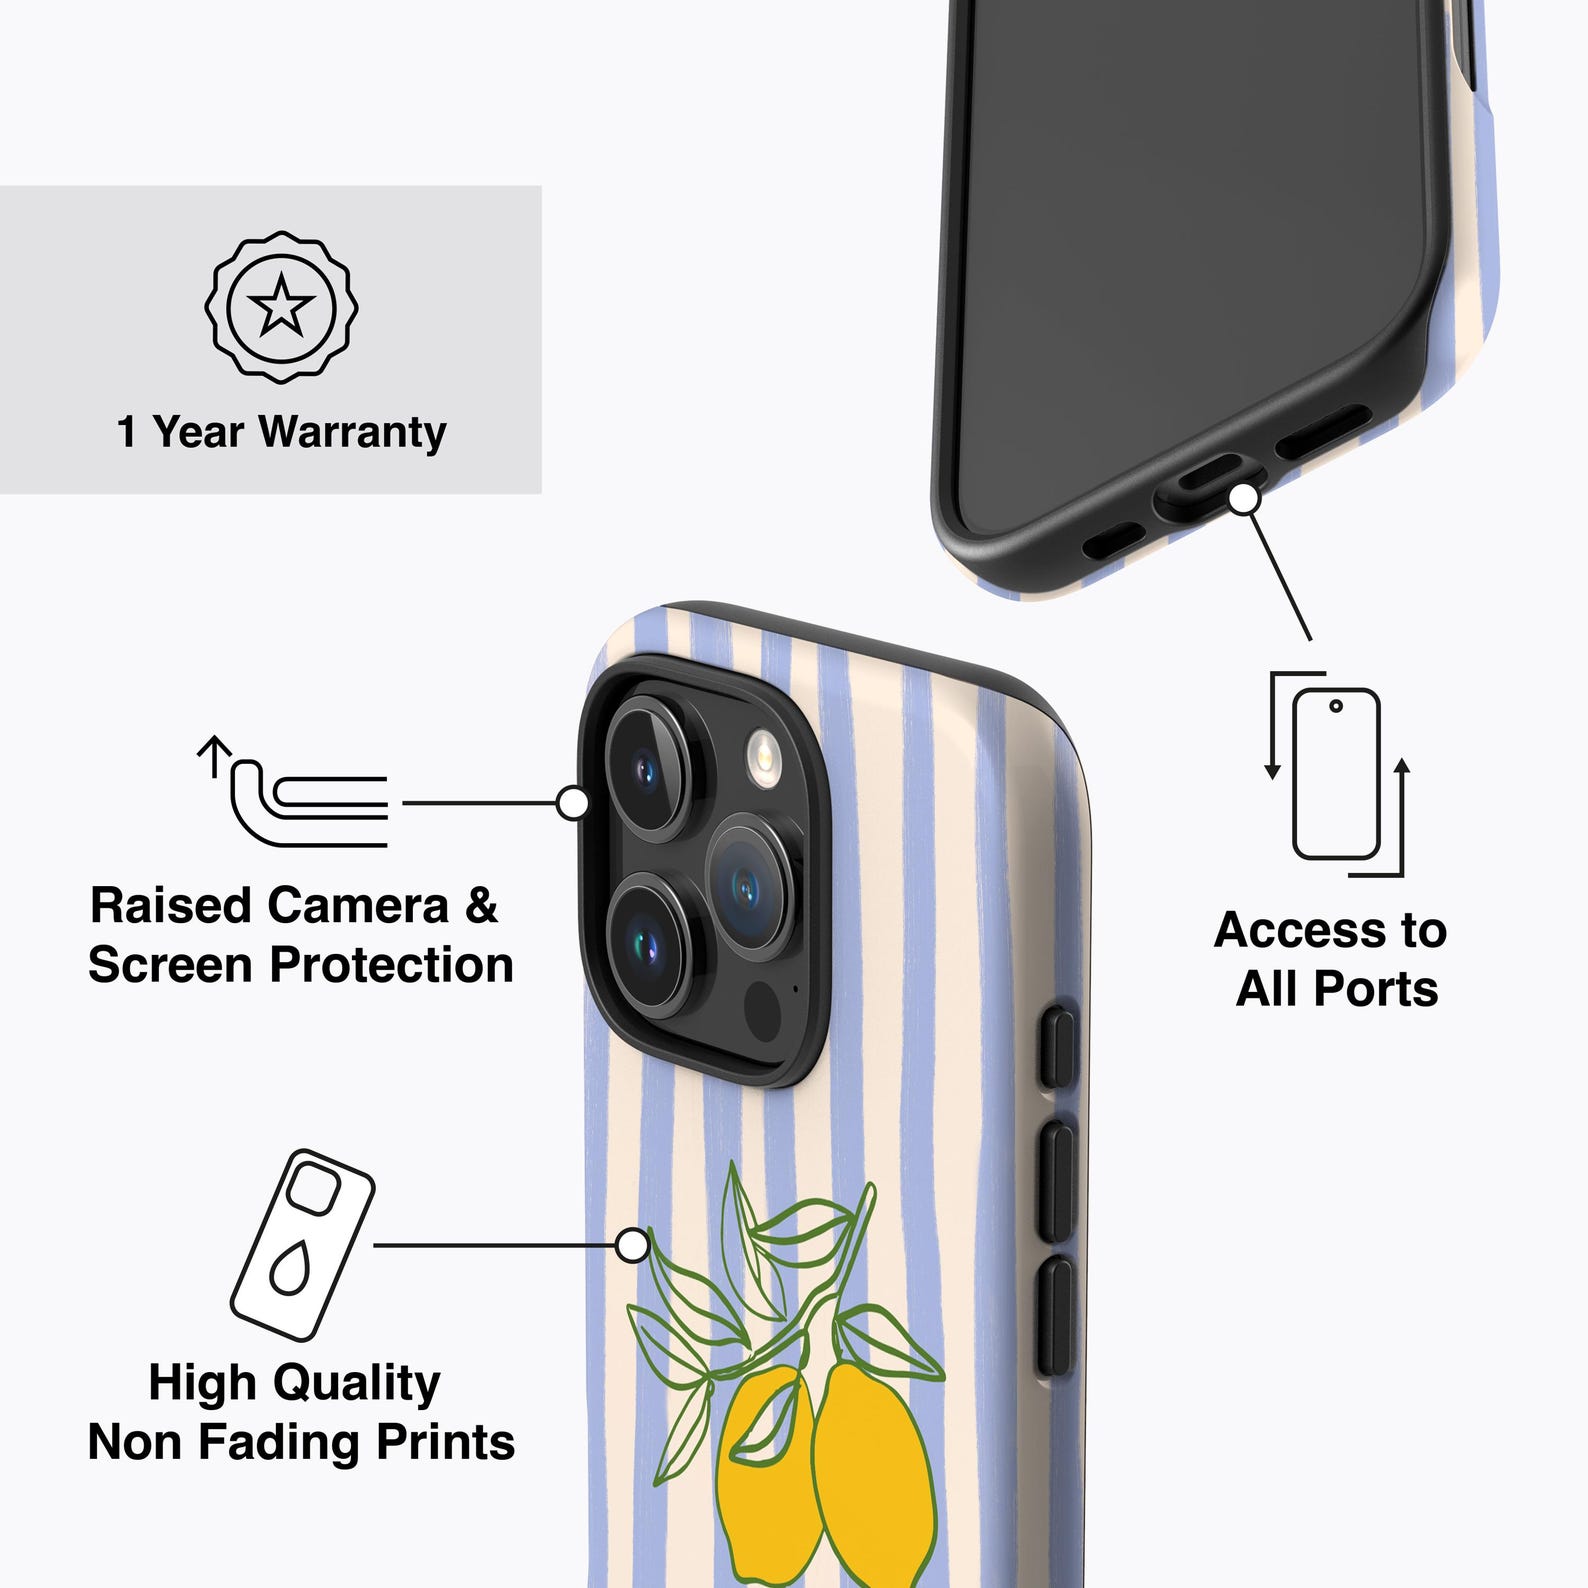 1 Year Warranty
Raised Camera &
Screen Protection
Access to
All Ports
High Quality
Non Fading Prints